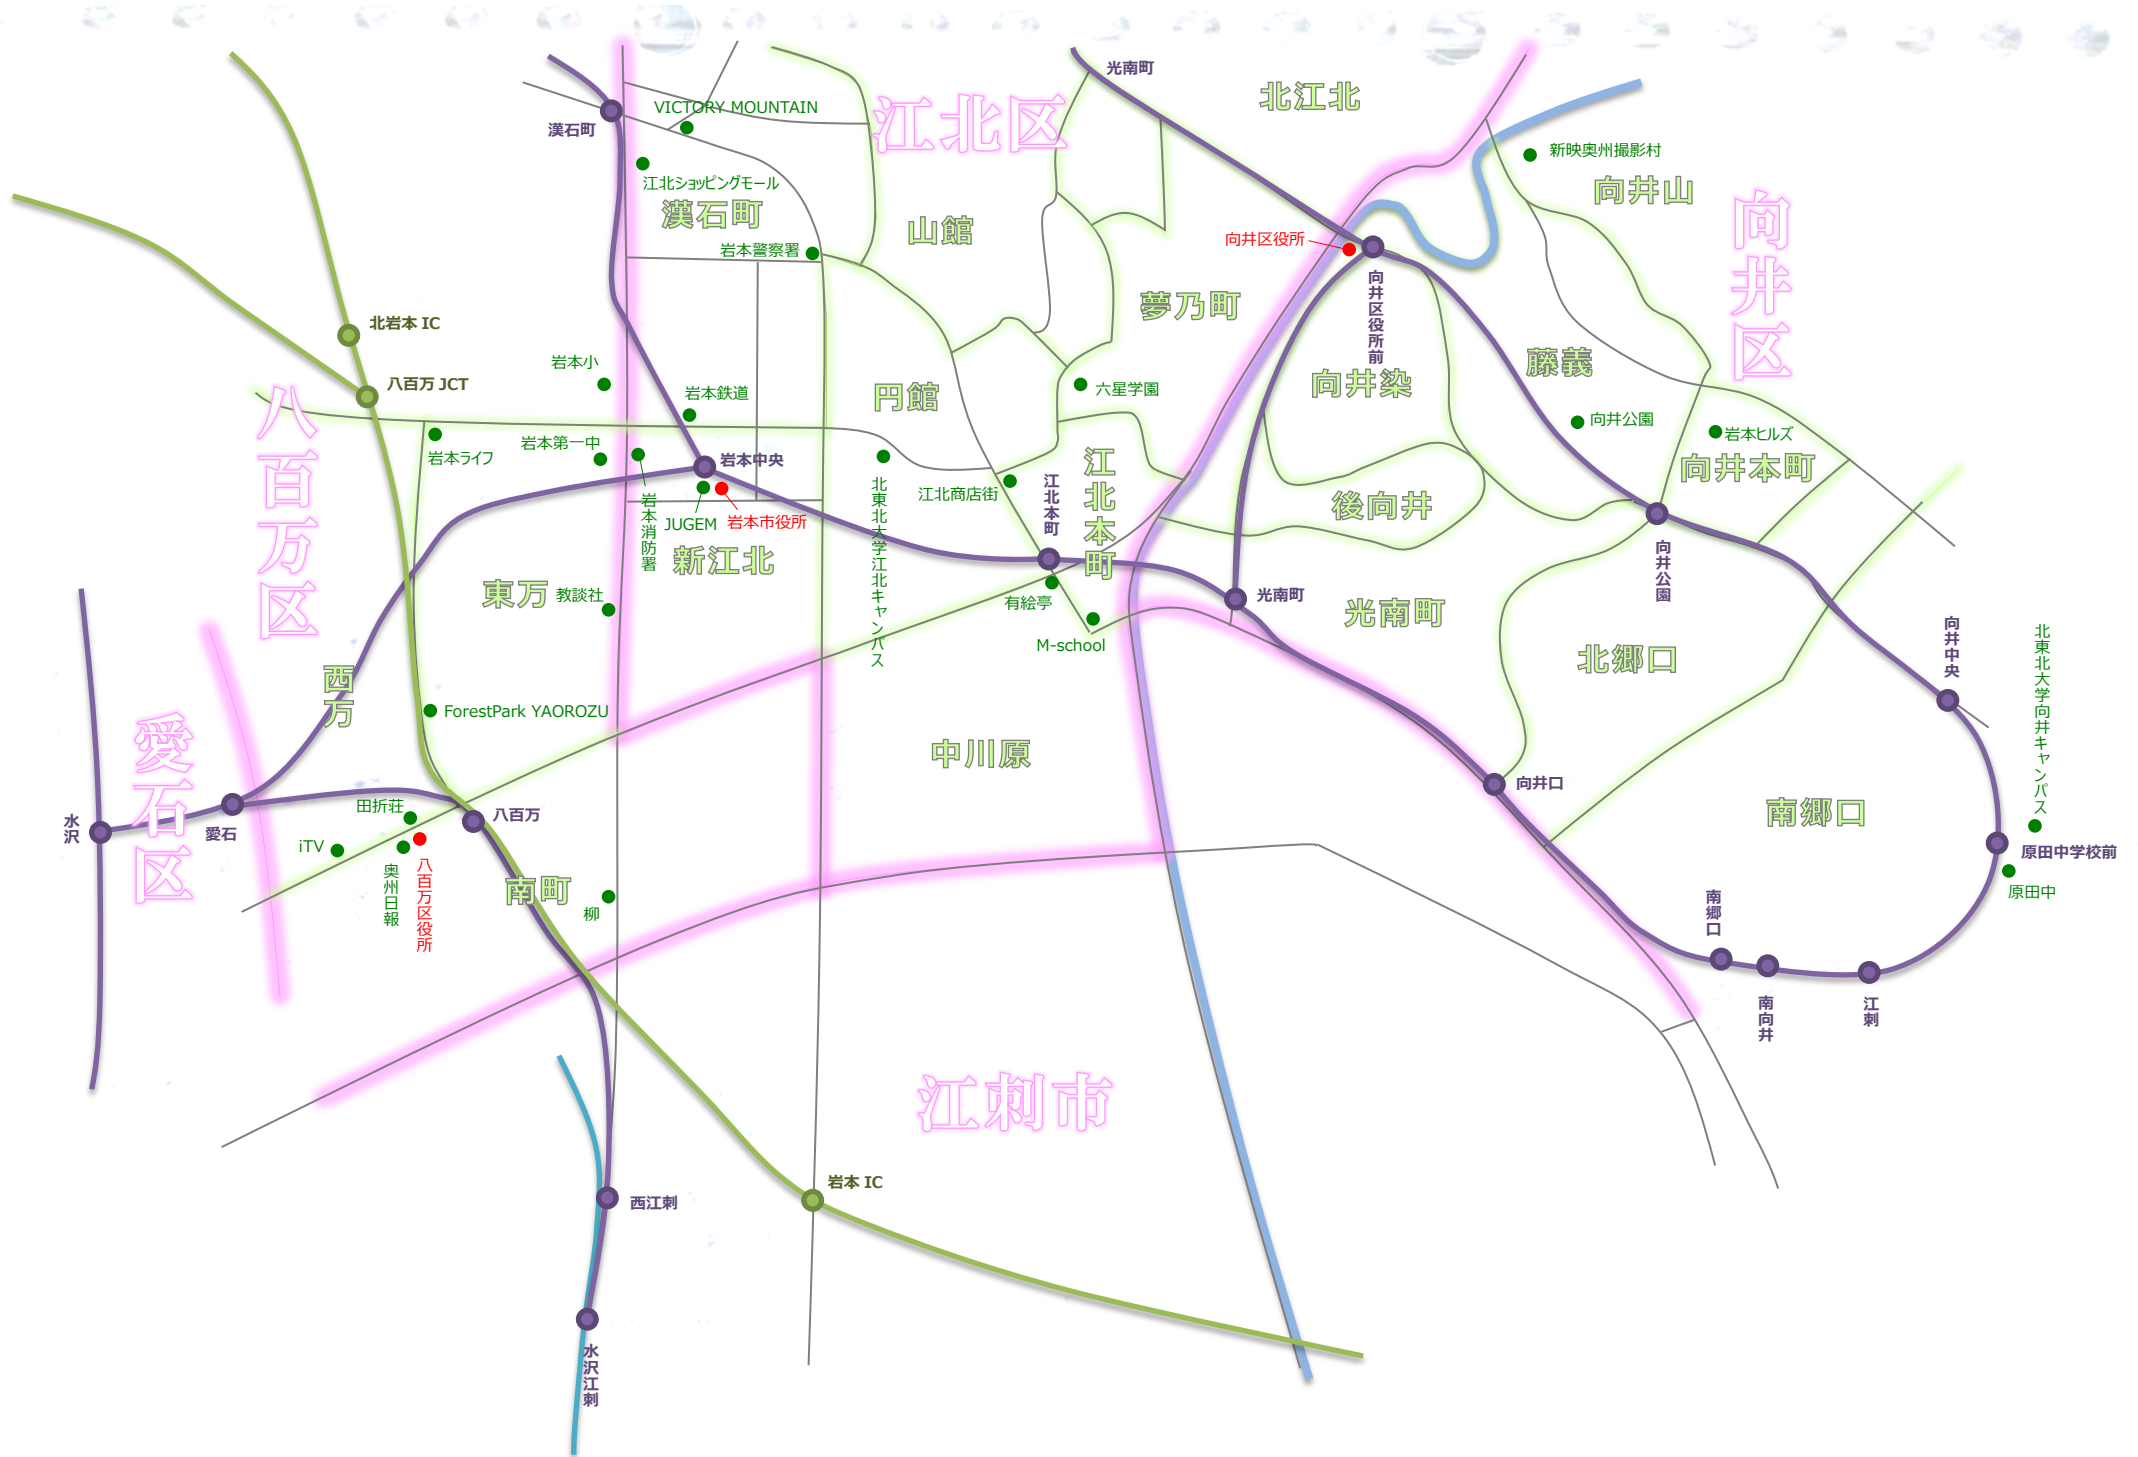 光南町
北江北
VICTORY MOUNTAIN
江北区
漢石町
新映奥州撮影村
向井山
江北ショッピングモール
漢石町
山館
向井区
岩本警察署
向井区役所
向井区役所前
夢乃町
北岩本 IC
岩本小
藤義
八百万 JCT
岩本鉄道
円館
六星学園
向井染
向井公園
岩本ヒルズ
八百万区
岩本ライフ
岩本第一中
岩本中央
向井本町
江北本町
江北本町
北東北大学江北キャンパス
江北商店街
後向井
岩本消防署
JUGEM
岩本市役所
新江北
向井公園
東万
教談社
有絵亭
光南町
光南町
M-school
北郷口
向井中央
北東北大学向井キャンパス
西万
ForestPark YAOROZU
愛石区
中川原
向井口
田折荘
八百万
南郷口
水沢
愛石
iTV
奥州日報
八百万区役所
原田中学校前
南町
柳
原田中
南郷口
南向井
江刺
江刺市
岩本 IC
西江刺
水沢江刺